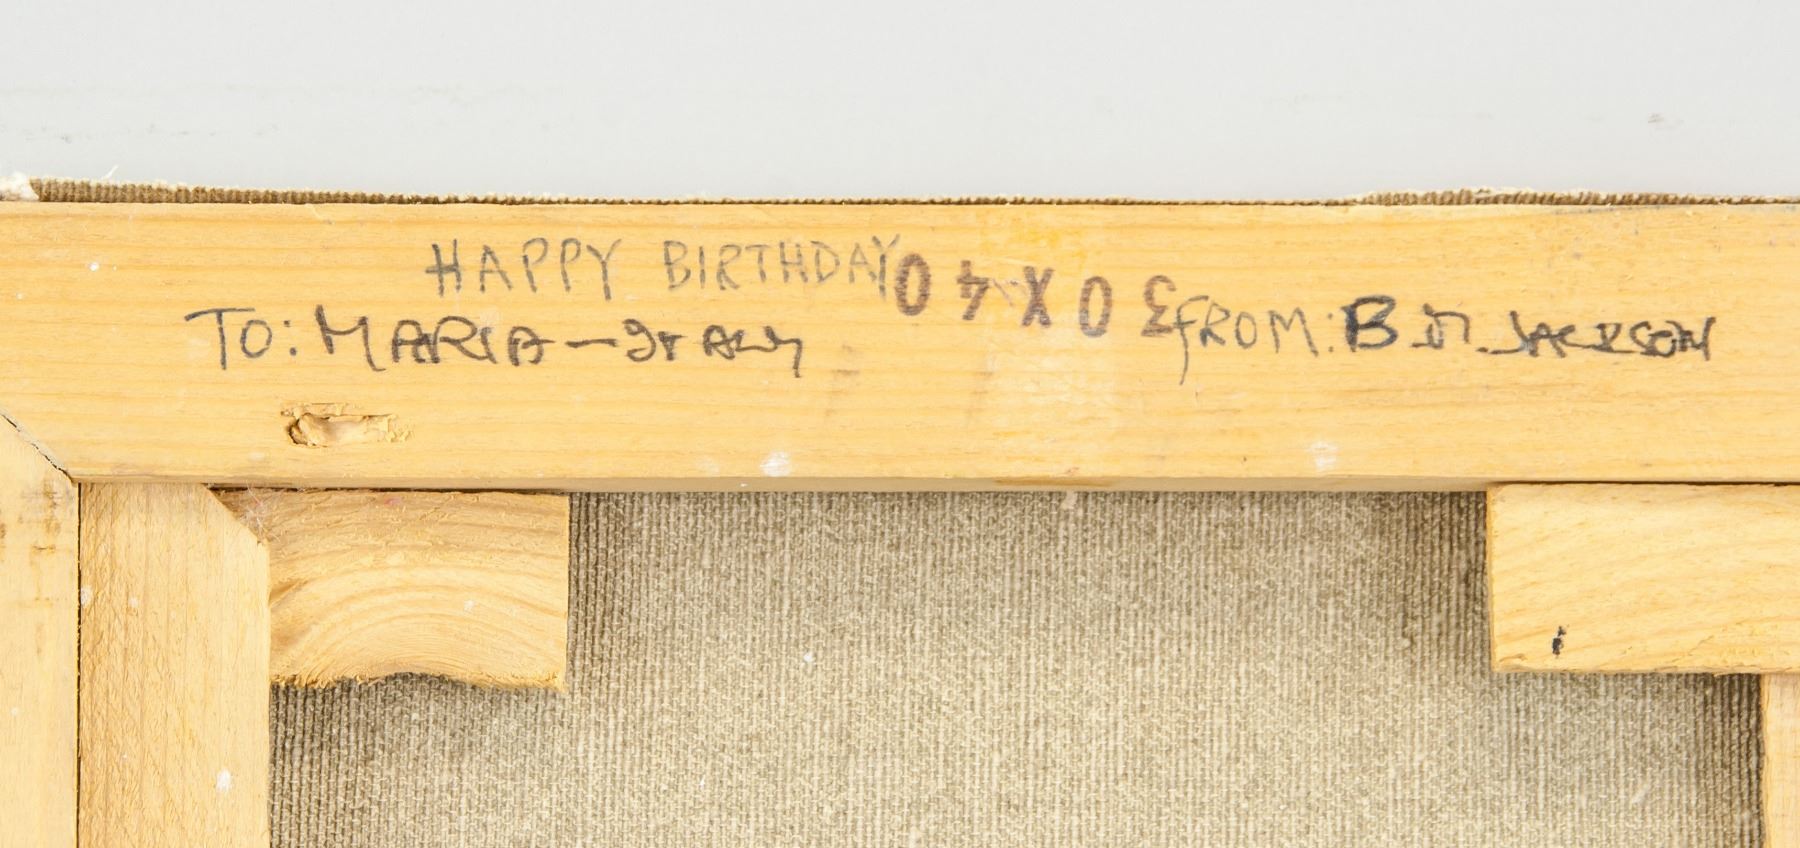 HAPPY BIRTHDAY
30X40
TO: MARIA - ITALY
FROM: B.M. JACKSON